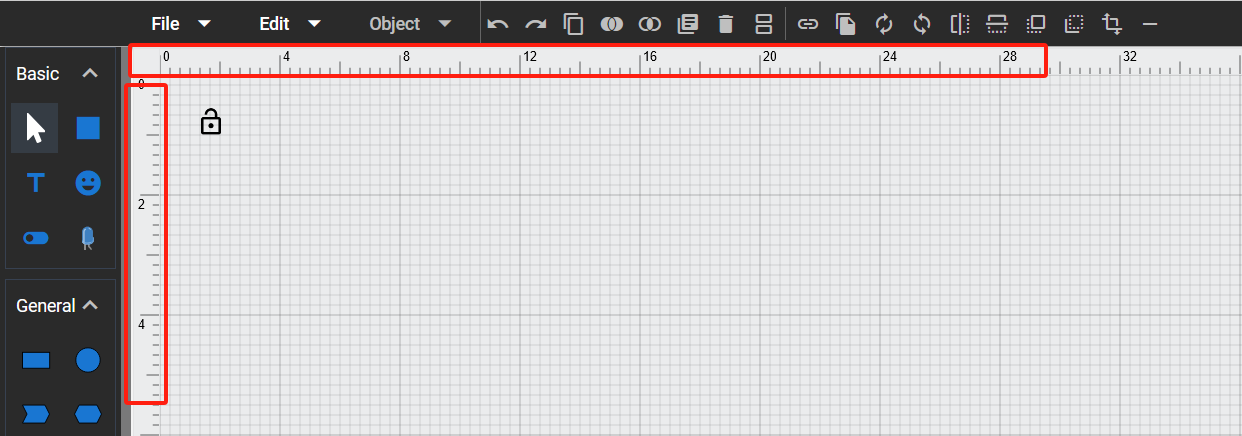 File Edit Object
0 4 8 12 16 20 24 28 32
Basic
0
T
2
General
4